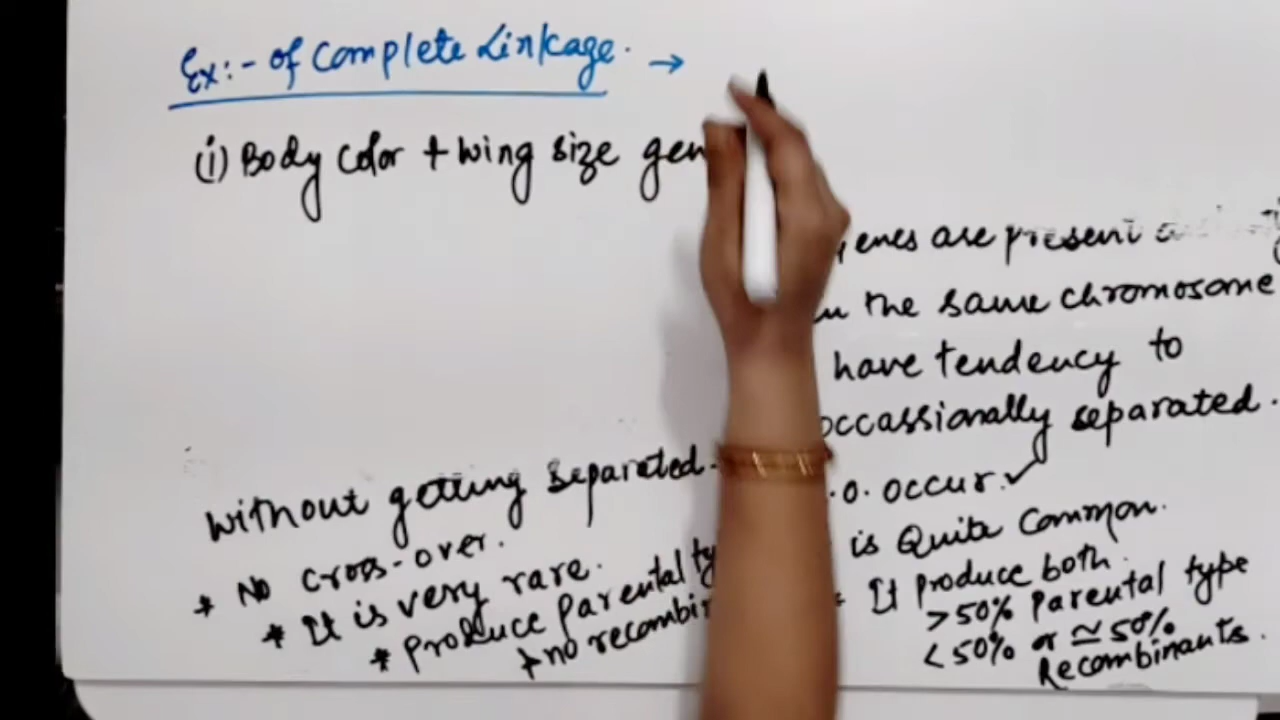 Ex:- of Complete Linkage. →
(i) Body Color + wing size gen
enes are present
the same chromosome
have tendency to
occassionally separated.
without getting separated.
.o. occur. ✓
* No cross-over.
is Quite Common.
* It is very rare.
* It produce both
* Produce Parental ty
>50% Parental type
+ no recombin
<50% or ≃50%
Recombinants.